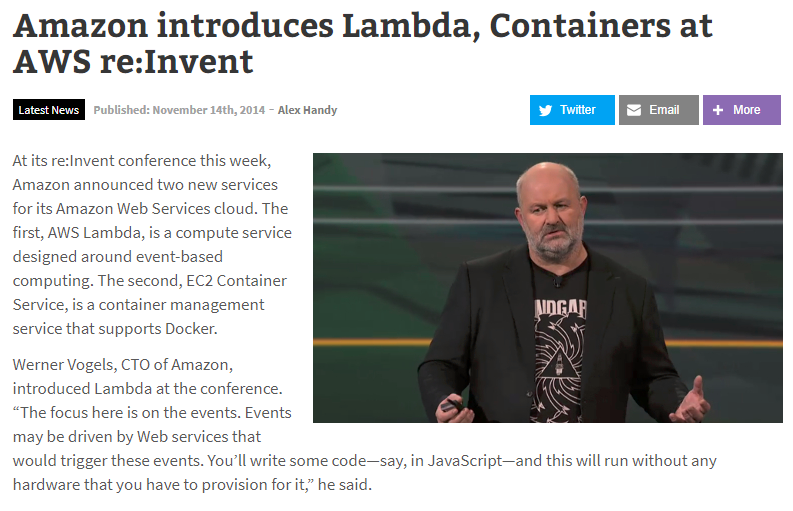 Amazon introduces Lambda, Containers at
AWS re:Invent
Latest News Published: November 14th, 2014 – Alex Handy
Twitter Email More
At its re:Invent conference this week,
Amazon announced two new services
for its Amazon Web Services cloud. The
first, AWS Lambda, is a compute service
designed around event-based
computing. The second, EC2 Container
Service, is a container management
service that supports Docker.
Werner Vogels, CTO of Amazon,
introduced Lambda at the conference.
“The focus here is on the events. Events
may be driven by Web services that
would trigger these events. You’ll write some code—say, in JavaScript—and this will run without any
hardware that you have to provision for it,” he said.